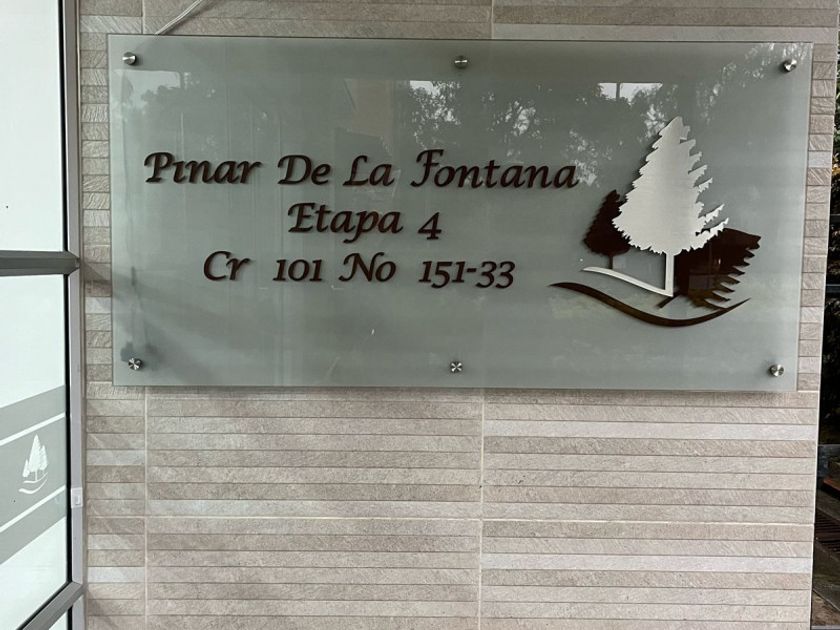 Pinar De La Fontana
Etapa 4
Cr 101 No 151-33